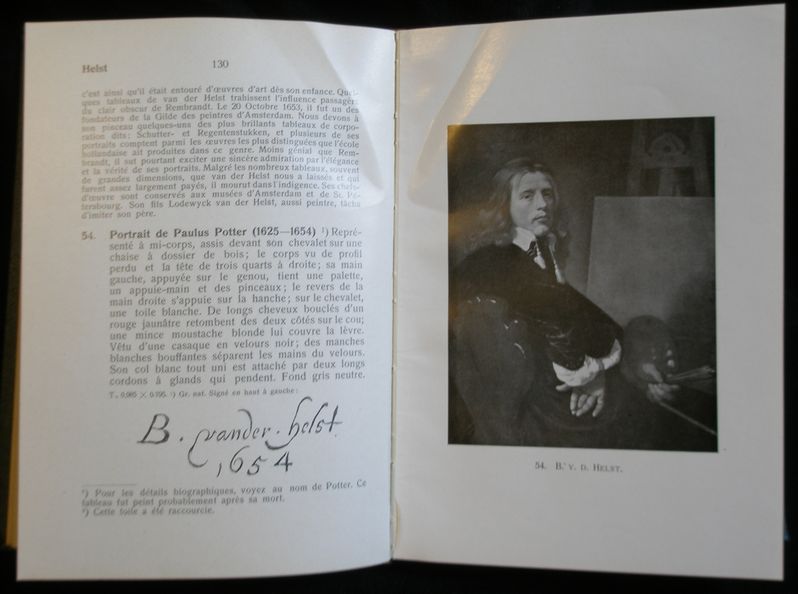 Helst
130
c'est ainsi qu'il était entouré d'œuvres d'art dès son enfance. Quel-
ques tableaux de van der Helst trahissent l'influence passagère
du clair obscur de Rembrandt. Le 20 Octobre 1653, il fut un des
fondateurs de la Gilde des peintres d'Amsterdam. Nous devons à
son pinceau quelques-uns des plus brillants tableaux de corpo-
ration dits: Schutter- et Regentenstukken, et plusieurs de ses
portraits comptent parmi les œuvres les plus distinguées que l'école
hollandaise ait produites dans ce genre. Moins génial que Rem-
brandt, il sut pourtant exciter une sincère admiration par l'élégance
et la vérité de ses portraits. Malgré les nombreux tableaux, souvent
de grandes dimensions, que van der Helst nous a laissés et qui
furent assez largement payés, il mourut dans l'indigence. Ses chefs-
d'œuvre sont conservés aux musées d'Amsterdam et de St. Pé-
tersbourg. Son fils Lodewyck van der Helst, aussi peintre, tâcha
d'imiter son père.
54. Portrait de Paulus Potter (1625—1654) ¹) Repré-
senté à mi-corps, assis devant son chevalet sur une
chaise à dossier de bois; le corps vu de profil
perdu et la tête de trois quarts à droite; sa main
gauche, appuyée sur le genou, tient une palette,
un appuie-main et des pinceaux; le revers de la
main droite s'appuie sur la hanche; sur le chevalet,
une toile blanche. De longs cheveux bouclés d'un
rouge jaunâtre retombent des deux côtés sur le cou;
une mince moustache blonde lui couvre la lèvre.
Vêtu d'une casaque en velours noir; des manches
blanches bouffantes séparent les mains du velours.
Son col blanc tout uni est attaché par deux longs
cordons à glands qui pendent. Fond gris neutre.
T. 0,985 × 0,795. ²) Gr. nat. Signé en haut à gauche:
B. vander. helst.
1654
¹) Pour les détails biographiques, voyez au nom de Potter. Ce
tableau fut peint probablement après sa mort.
²) Cette toile a été raccourcie.
54. B. V. D. HELST.